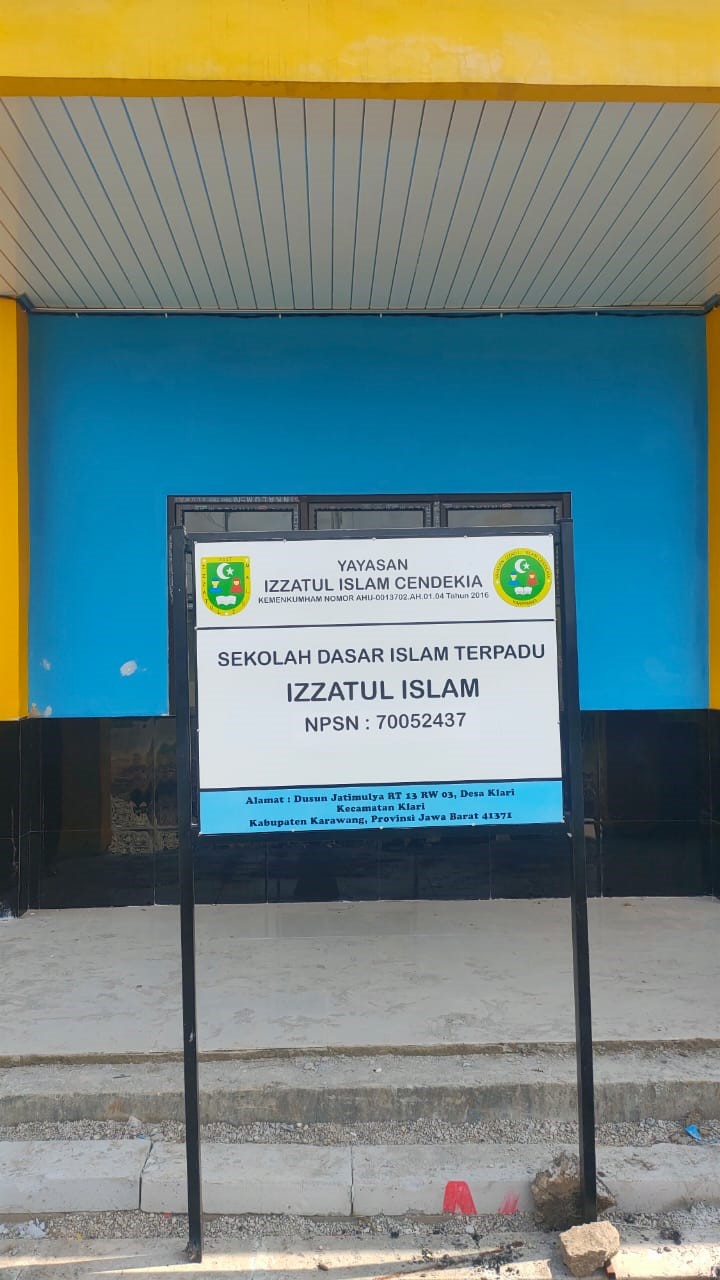 YAYASAN
IZZATUL ISLAM CENDEKIA
KEMENKUMHAM NOMOR AHU-0013702.AH.01.04 Tahun 2016
SEKOLAH DASAR ISLAM TERPADU
IZZATUL ISLAM
NPSN : 70052437
Alamat : Dusun Jatimulya RT 13 RW 03, Desa Klari
Kecamatan Klari
Kabupaten Karawang, Provinsi Jawa Barat 41371